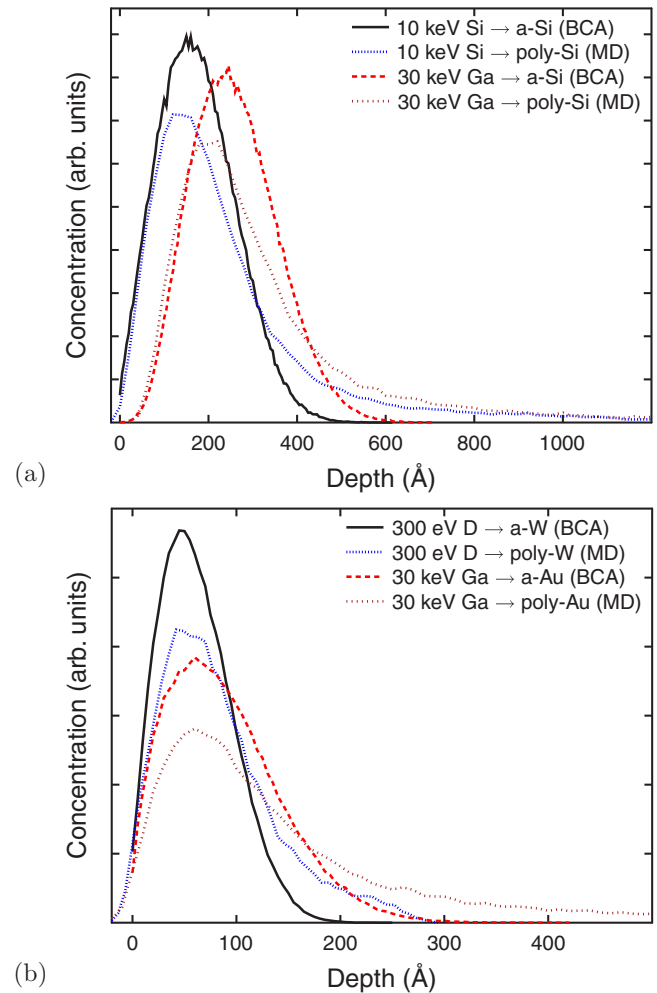 10 keV Si → a-Si (BCA)
10 keV Si → poly-Si (MD)
30 keV Ga → a-Si (BCA)
30 keV Ga → poly-Si (MD)
Concentration (arb. units)
0 200 400 600 800 1000
Depth (Å)
(a)
300 eV D → a-W (BCA)
300 eV D → poly-W (MD)
30 keV Ga → a-Au (BCA)
30 keV Ga → poly-Au (MD)
Concentration (arb. units)
0 100 200 300 400
Depth (Å)
(b)